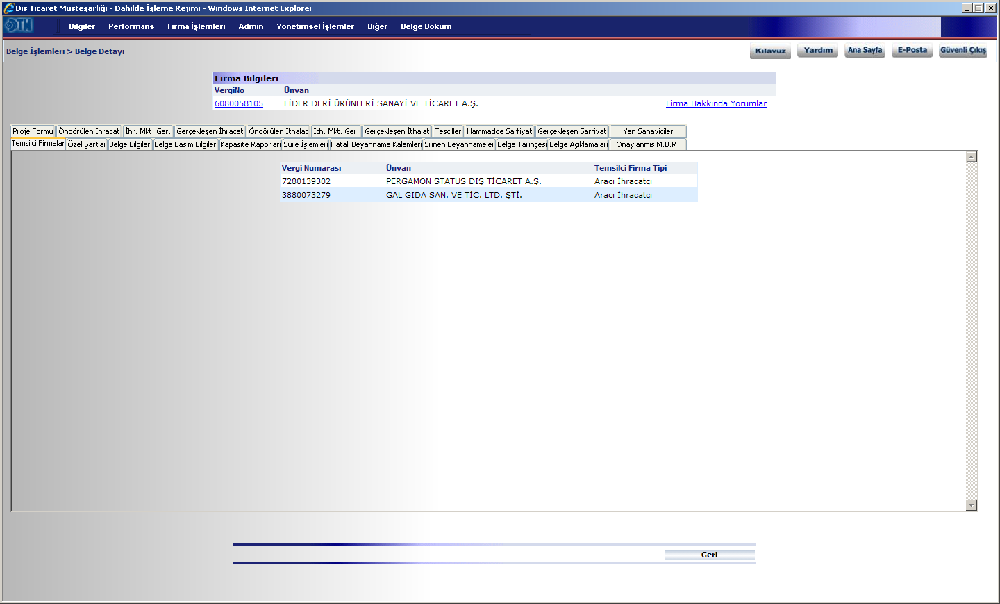 Dış Ticaret Müsteşarlığı - Dahilde İşleme Rejimi - Windows Internet Explorer
DTM Bilgiler Performans Firma İşlemleri Admin Yönetimsel İşlemler Diğer Belge Döküm
Belge İşlemleri > Belge Detayı Kılavuz Yardım Ana Sayfa E-Posta Güvenli Çıkış
Firma Bilgileri
VergiNo Ünvan
6080058105 LİDER DERİ ÜRÜNLERİ SANAYİ VE TİCARET A.Ş. Firma Hakkında Yorumlar
Proje Formu Öngörülen İhracat İhr. Mkt. Ger. Gerçekleşen İhracat Öngörülen İthalat İth. Mkt. Ger. Gerçekleşen İthalat Tesciller Hammadde Sarfiyat Gerçekleşen Sarfiyat Yan Sanayiciler
Temsilci Firmalar Özel Şartlar Belge Bilgileri Belge Basım Bilgileri Kapasite Raporları Süre İşlemleri Hatalı Beyanname Kalemleri Silinen Beyannameler Belge Tarihçesi Belge Açıklamaları Onaylanmis M.B.R.
Vergi Numarası Ünvan Temsilci Firma Tipi
7280139302 PERGAMON STATUS DIŞ TİCARET A.Ş. Aracı İhracatçı
3880073279 GAL GIDA SAN. VE TİC. LTD. ŞTİ. Aracı İhracatçı
Geri